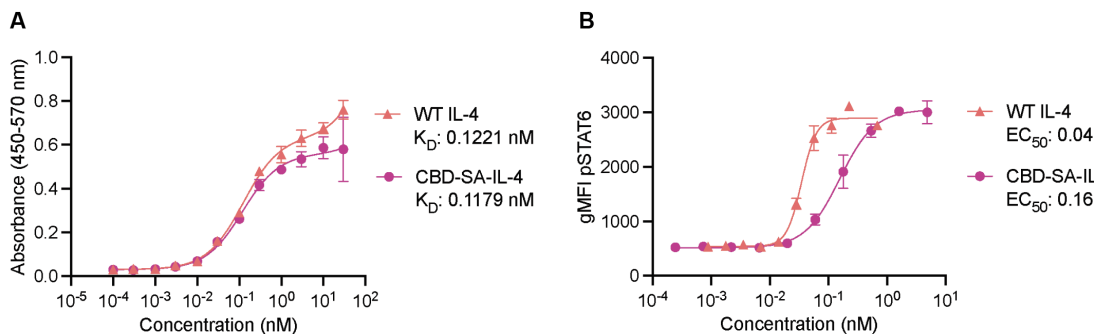 A
Absorbance (450-570 nm)
1.0
0.8
0.6
0.4
0.2
0.0
10⁻⁵ 10⁻⁴ 10⁻³ 10⁻² 10⁻¹ 10⁰ 10¹ 10²
Concentration (nM)
WT IL-4
K_D: 0.1221 nM
CBD-SA-IL-4
K_D: 0.1179 nM
B
gMFI pSTAT6
4000
3000
2000
1000
0
10⁻⁴ 10⁻³ 10⁻² 10⁻¹ 10⁰ 10¹
Concentration (nM)
WT IL-4
EC₅₀: 0.04
CBD-SA-IL
EC₅₀: 0.16